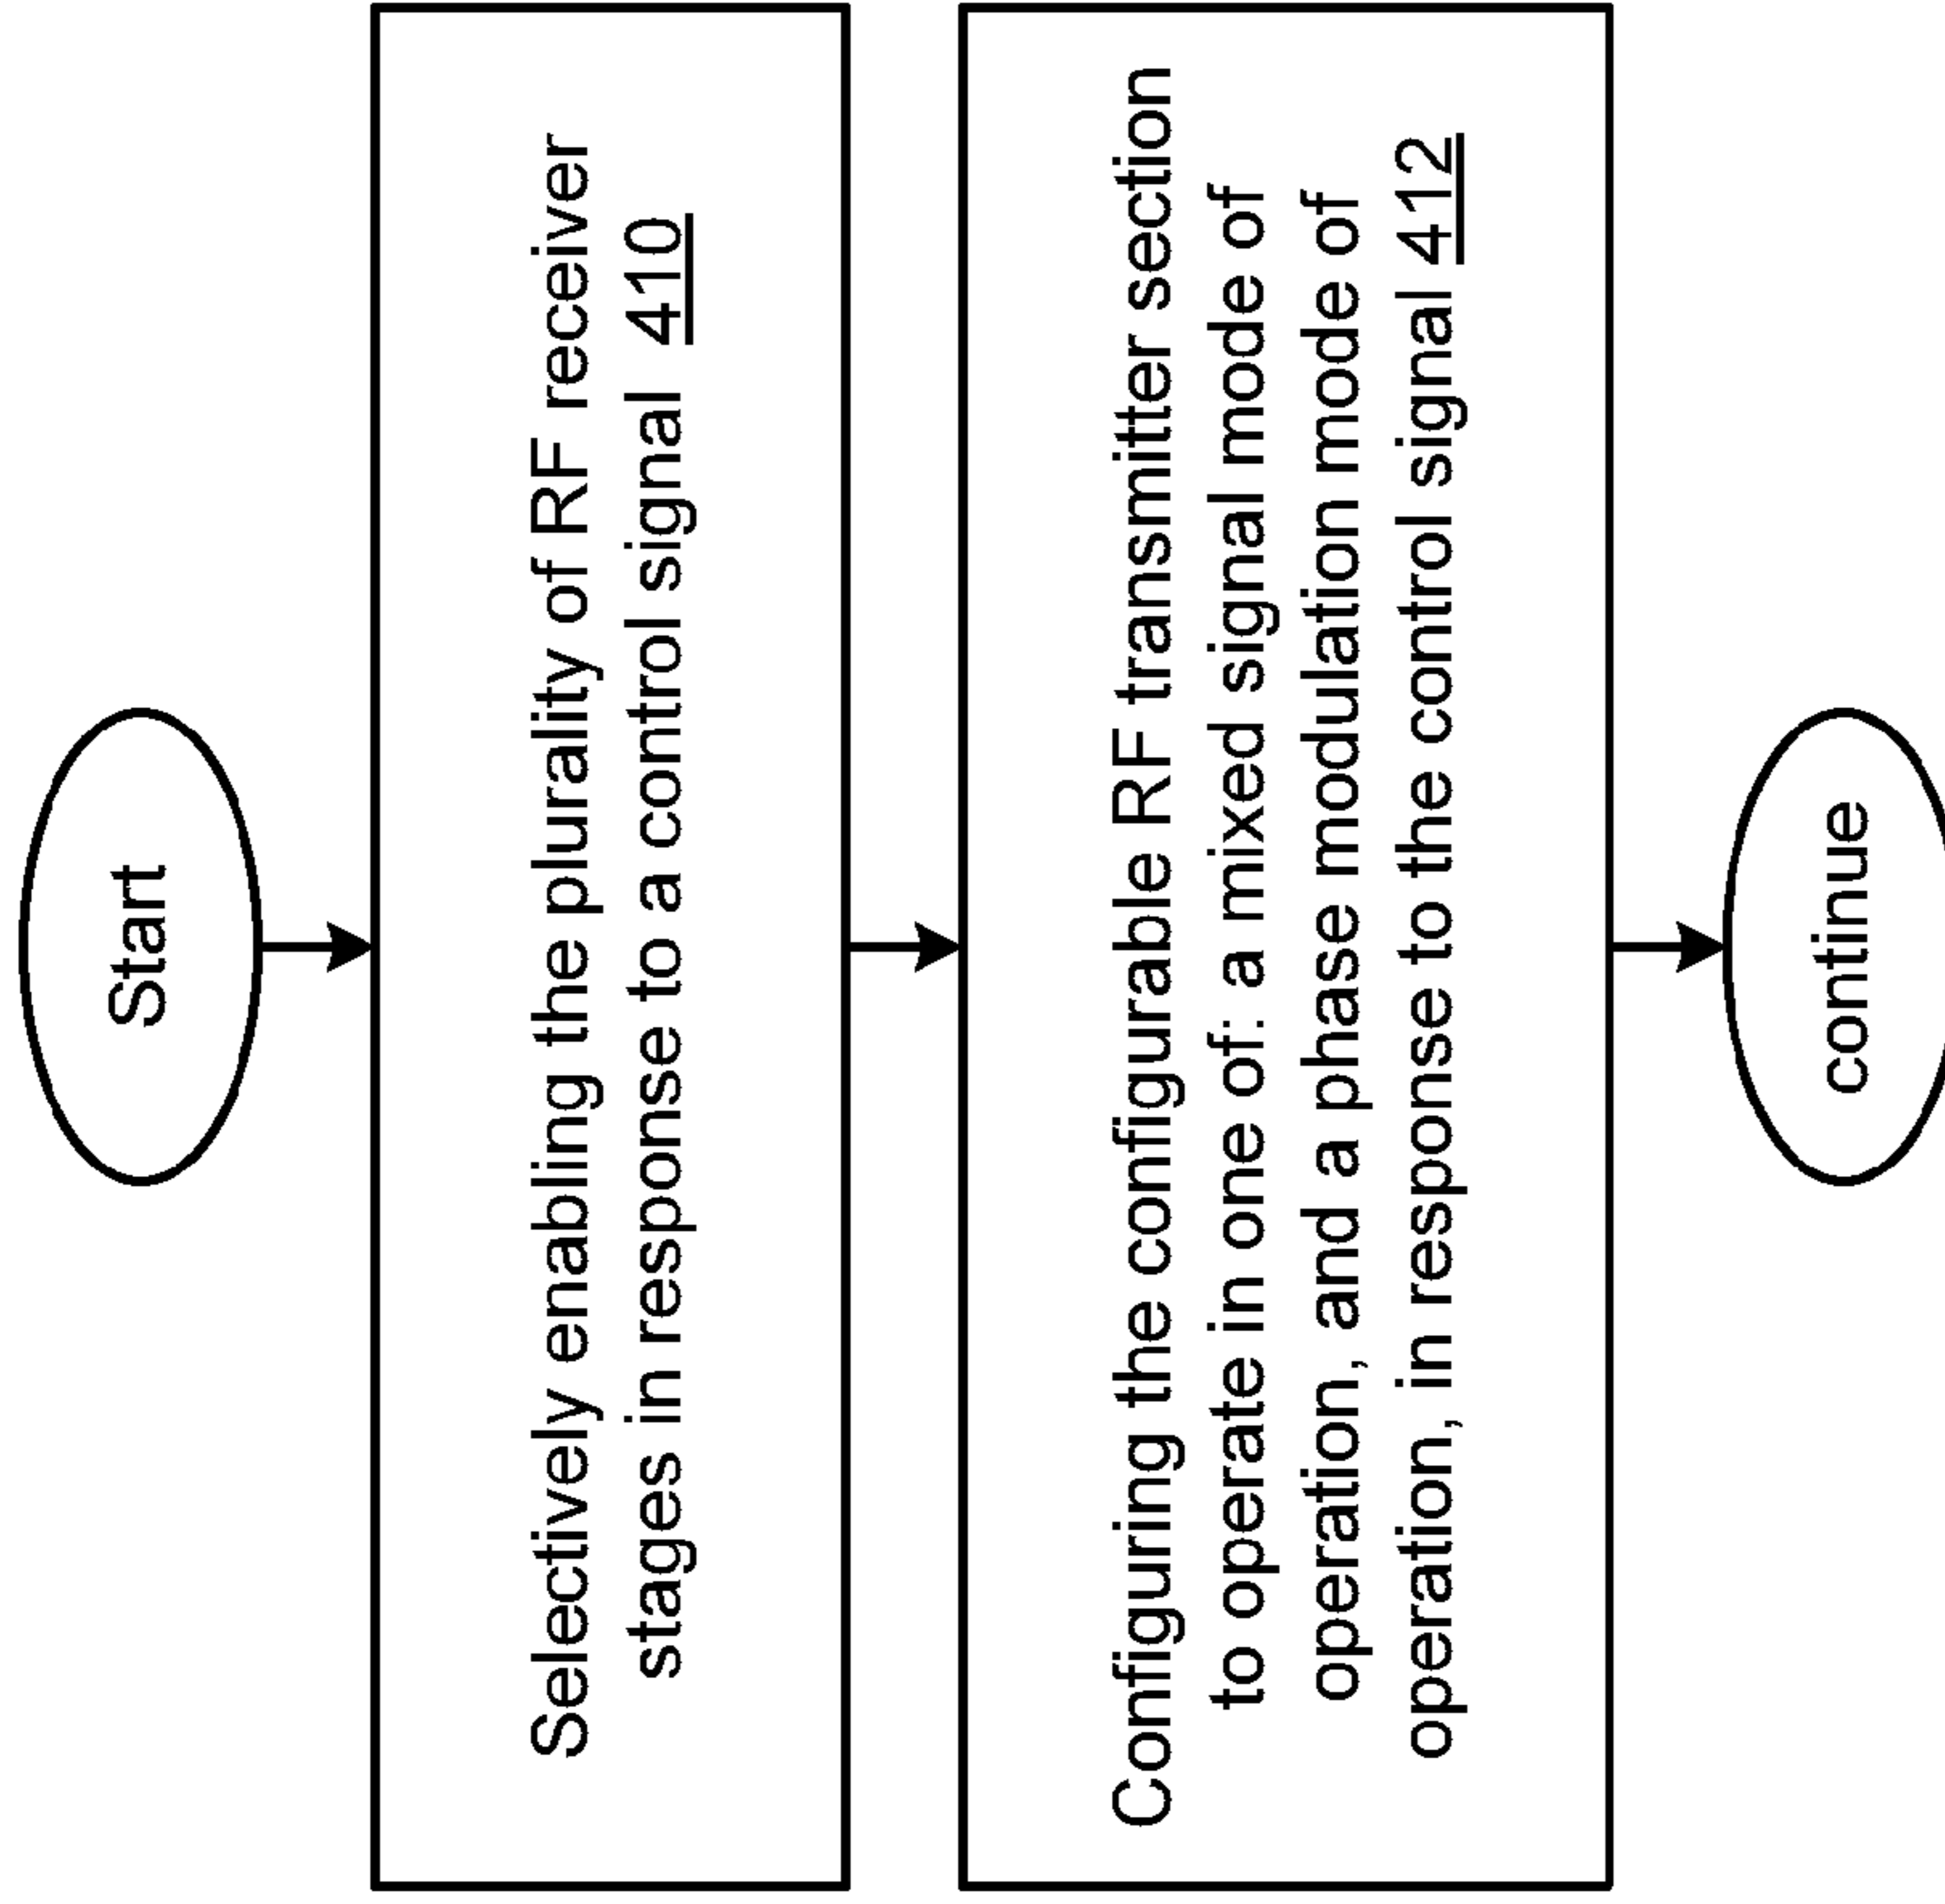 Start
Selectively enabling the plurality of RF receiver
stages in response to a control signal 410
Configuring the configurable RF transmitter section
to operate in one of: a mixed signal mode of
operation, and a phase modulation mode of
operation, in response to the control signal 412
continue